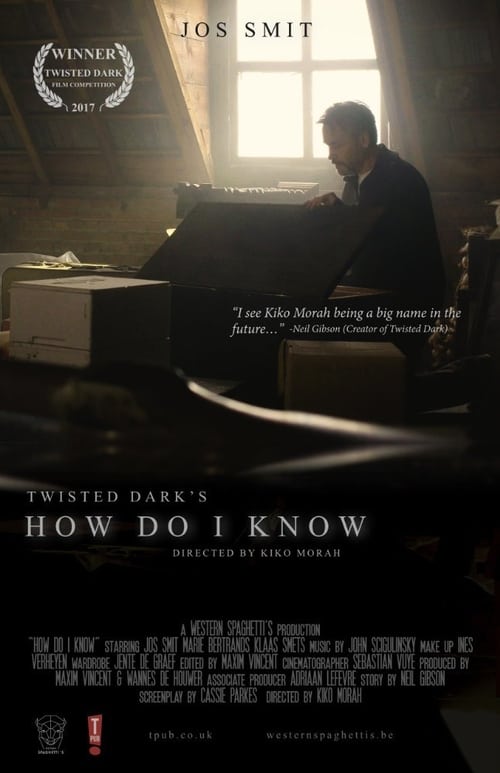 JOS SMIT
WINNER
TWISTED DARK
FILM COMPETITION
2017
"I see Kiko Morah being a big name in the
future..." -Neil Gibson (Creator of Twisted Dark)
TWISTED DARK'S
HOW DO I KNOW
DIRECTED BY KIKO MORAH
A WESTERN SPAGHETTI'S PRODUCTION
"HOW DO I KNOW" STARRING JOS SMIT MARIE BERTRANDS KLAAS SMETS MUSIC BY JOHN SCIGULINSKY MAKE UP INES
VERHEYEN WARDROBE JENTE DE GRAEF EDITED BY MAXIM VINCENT CINEMATOGRAPHER SEBASTIAN VUYE PRODUCED BY
MAXIM VINCENT & WANNES DE HOUWER ASSOCIATE PRODUCER ADRIAAN LEFEVRE STORY BY NEIL GIBSON
SCREENPLAY BY CASSIE PARKES DIRECTED BY KIKO MORAH
SPAGHETTI'S
T
PUB
tpub.co.uk
westernspaghettis.be